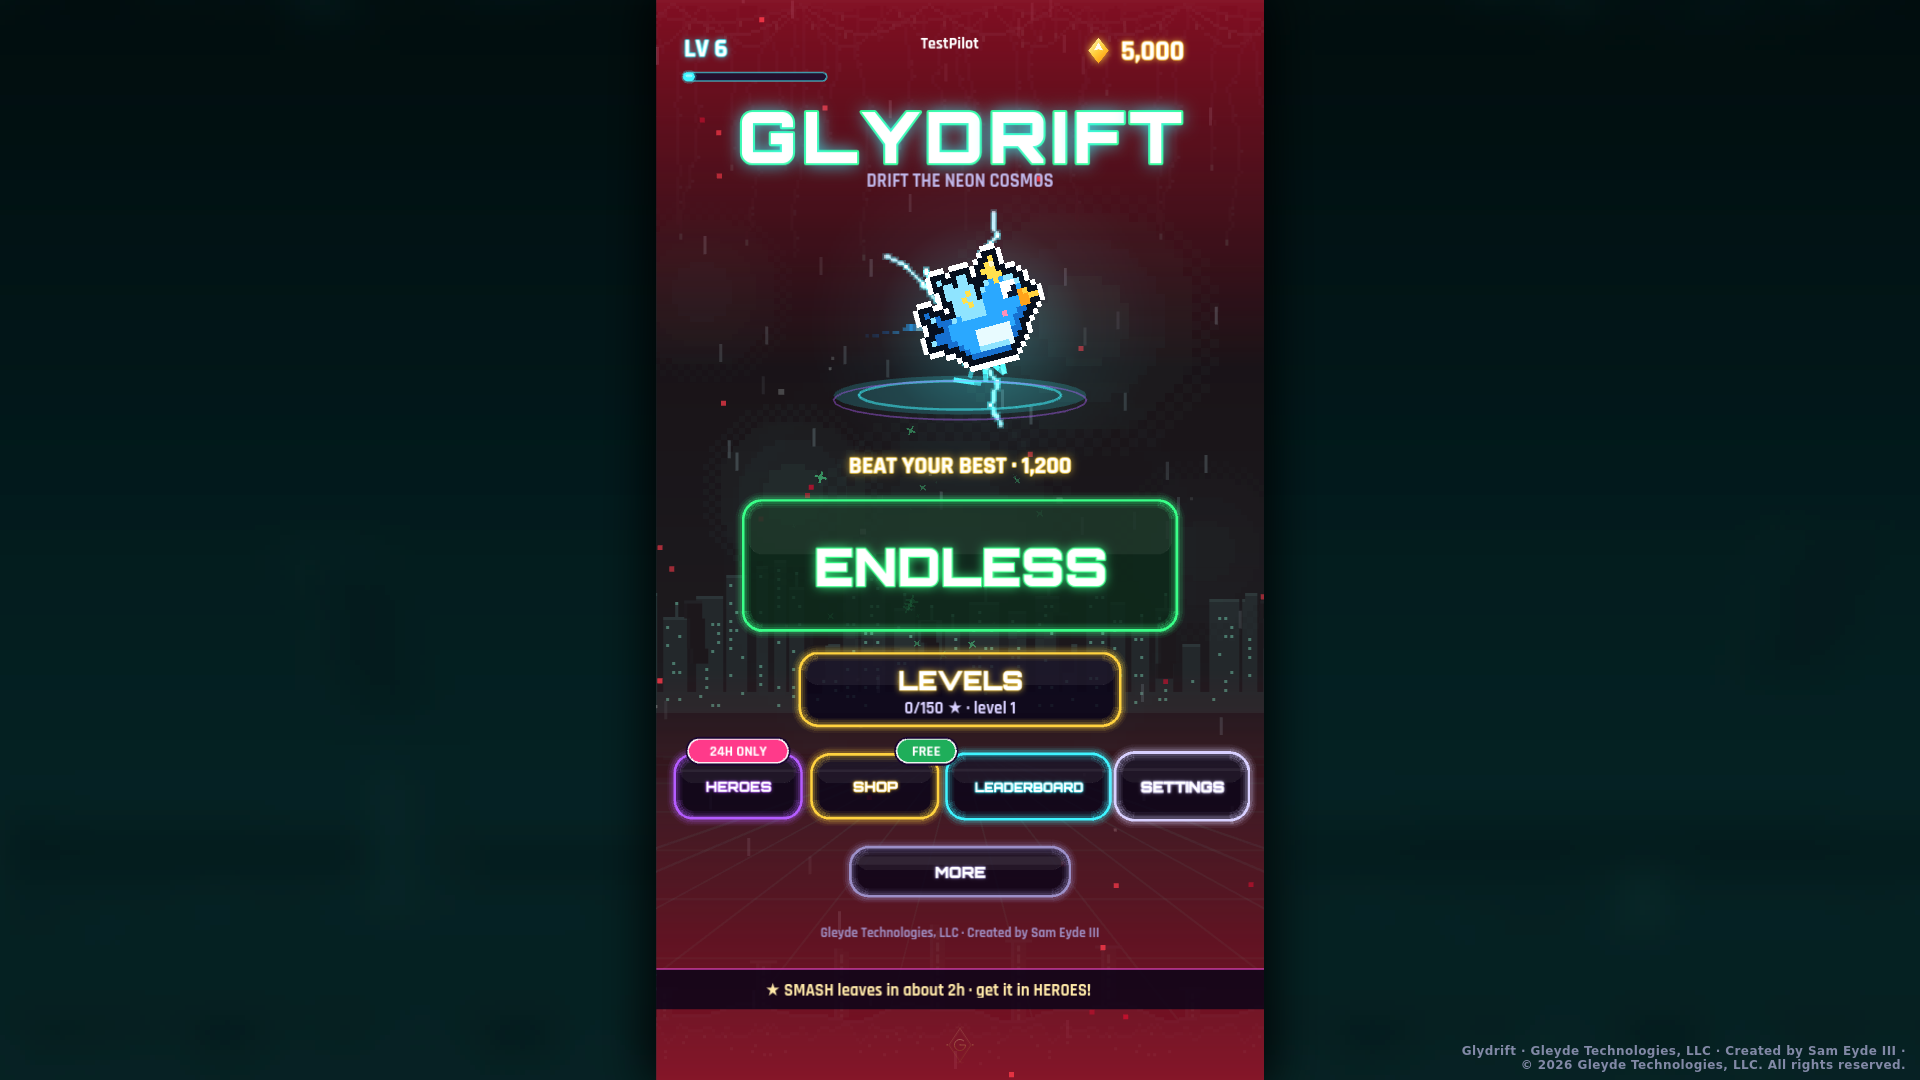 LV 6
TestPilot
5,000
GLYDRIFT
DRIFT THE NEON COSMOS
BEAT YOUR BEST · 1,200
ENDLESS
LEVELS
0/150 ★ · level 1
24H ONLY
FREE
HEROES
SHOP
LEADERBOARD
SETTINGS
MORE
Gleyde Technologies, LLC · Created by Sam Eyde III
★ SMASH leaves in about 2h · get it in HEROES!
G
Glydrift · Gleyde Technologies, LLC · Created by Sam Eyde III ·
© 2026 Gleyde Technologies, LLC. All rights reserved.